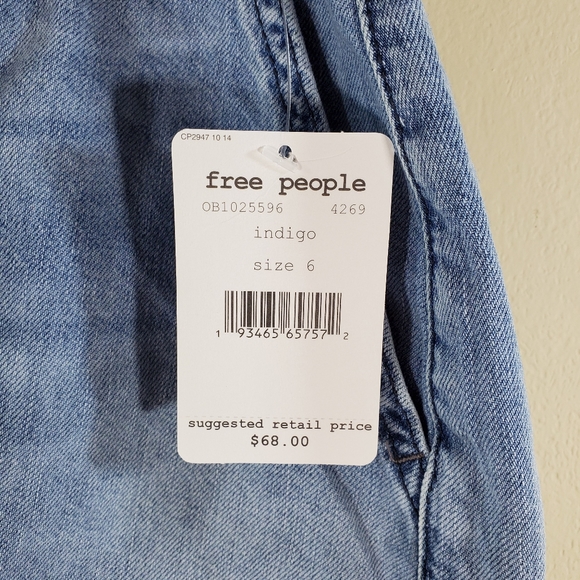 CP2947 10 14
free people
OB1025596 4269
indigo
size 6
1 93465 65757 2
suggested retail price
$68.00